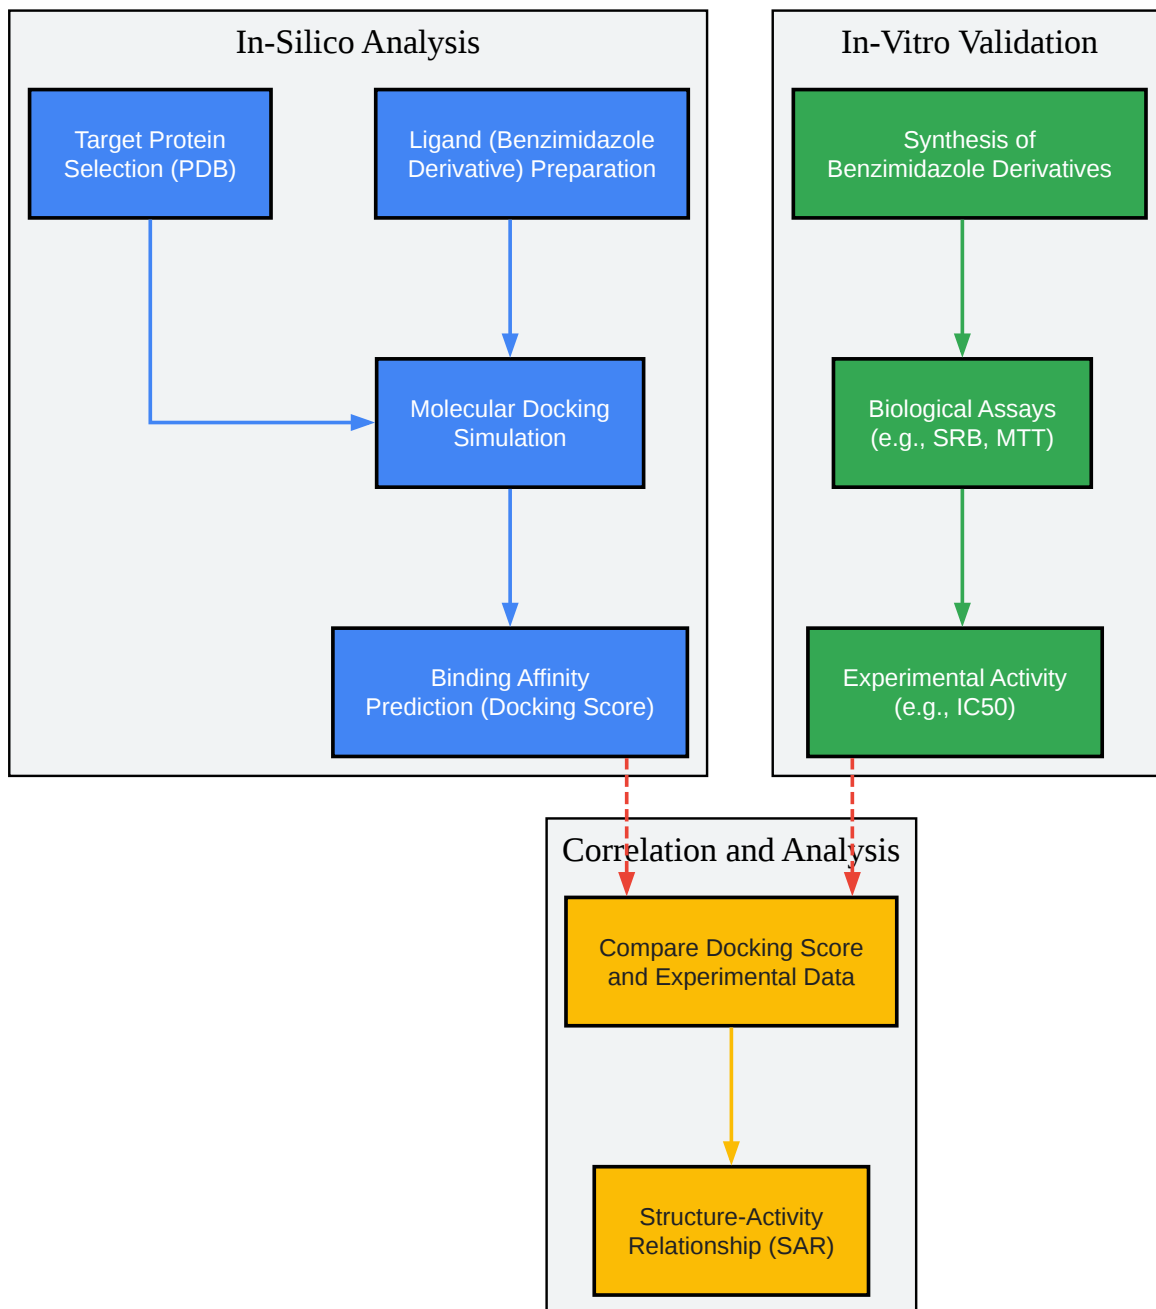 In-Silico Analysis
Target Protein
Selection (PDB)
Ligand (Benzimidazole
Derivative) Preparation
Molecular Docking
Simulation
Binding Affinity
Prediction (Docking Score)
In-Vitro Validation
Synthesis of
Benzimidazole Derivatives
Biological Assays
(e.g., SRB, MTT)
Experimental Activity
(e.g., IC50)
Correlation and Analysis
Compare Docking Score
and Experimental Data
Structure-Activity
Relationship (SAR)